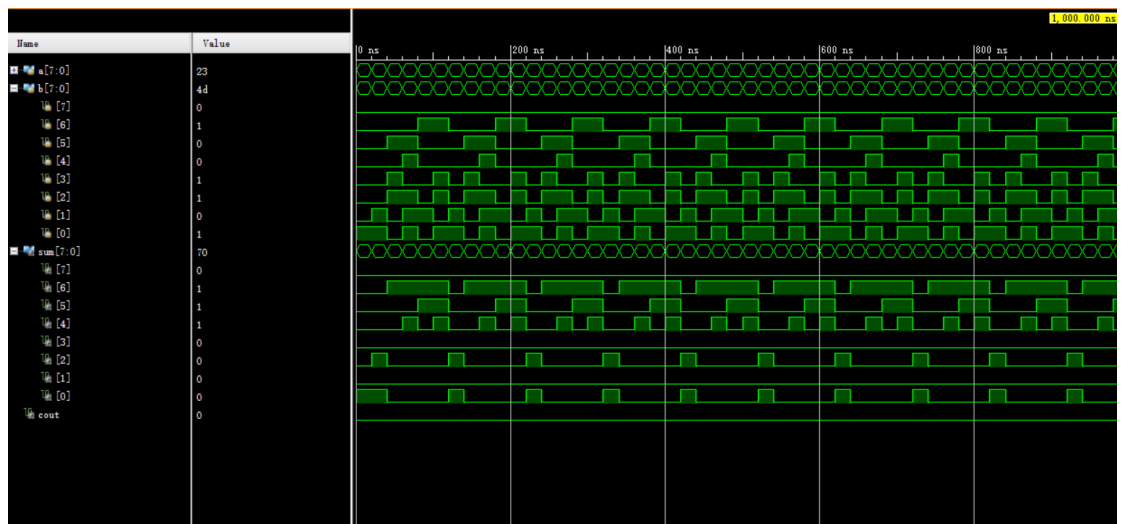 1,000.000 ns
Name Value
0 ns 200 ns 400 ns 600 ns 800 ns
a[7:0] 23
b[7:0] 4d
[7] 0
[6] 1
[5] 0
[4] 0
[3] 1
[2] 1
[1] 0
[0] 1
sum[7:0] 70
[7] 0
[6] 1
[5] 1
[4] 1
[3] 0
[2] 0
[1] 0
[0] 0
cout 0